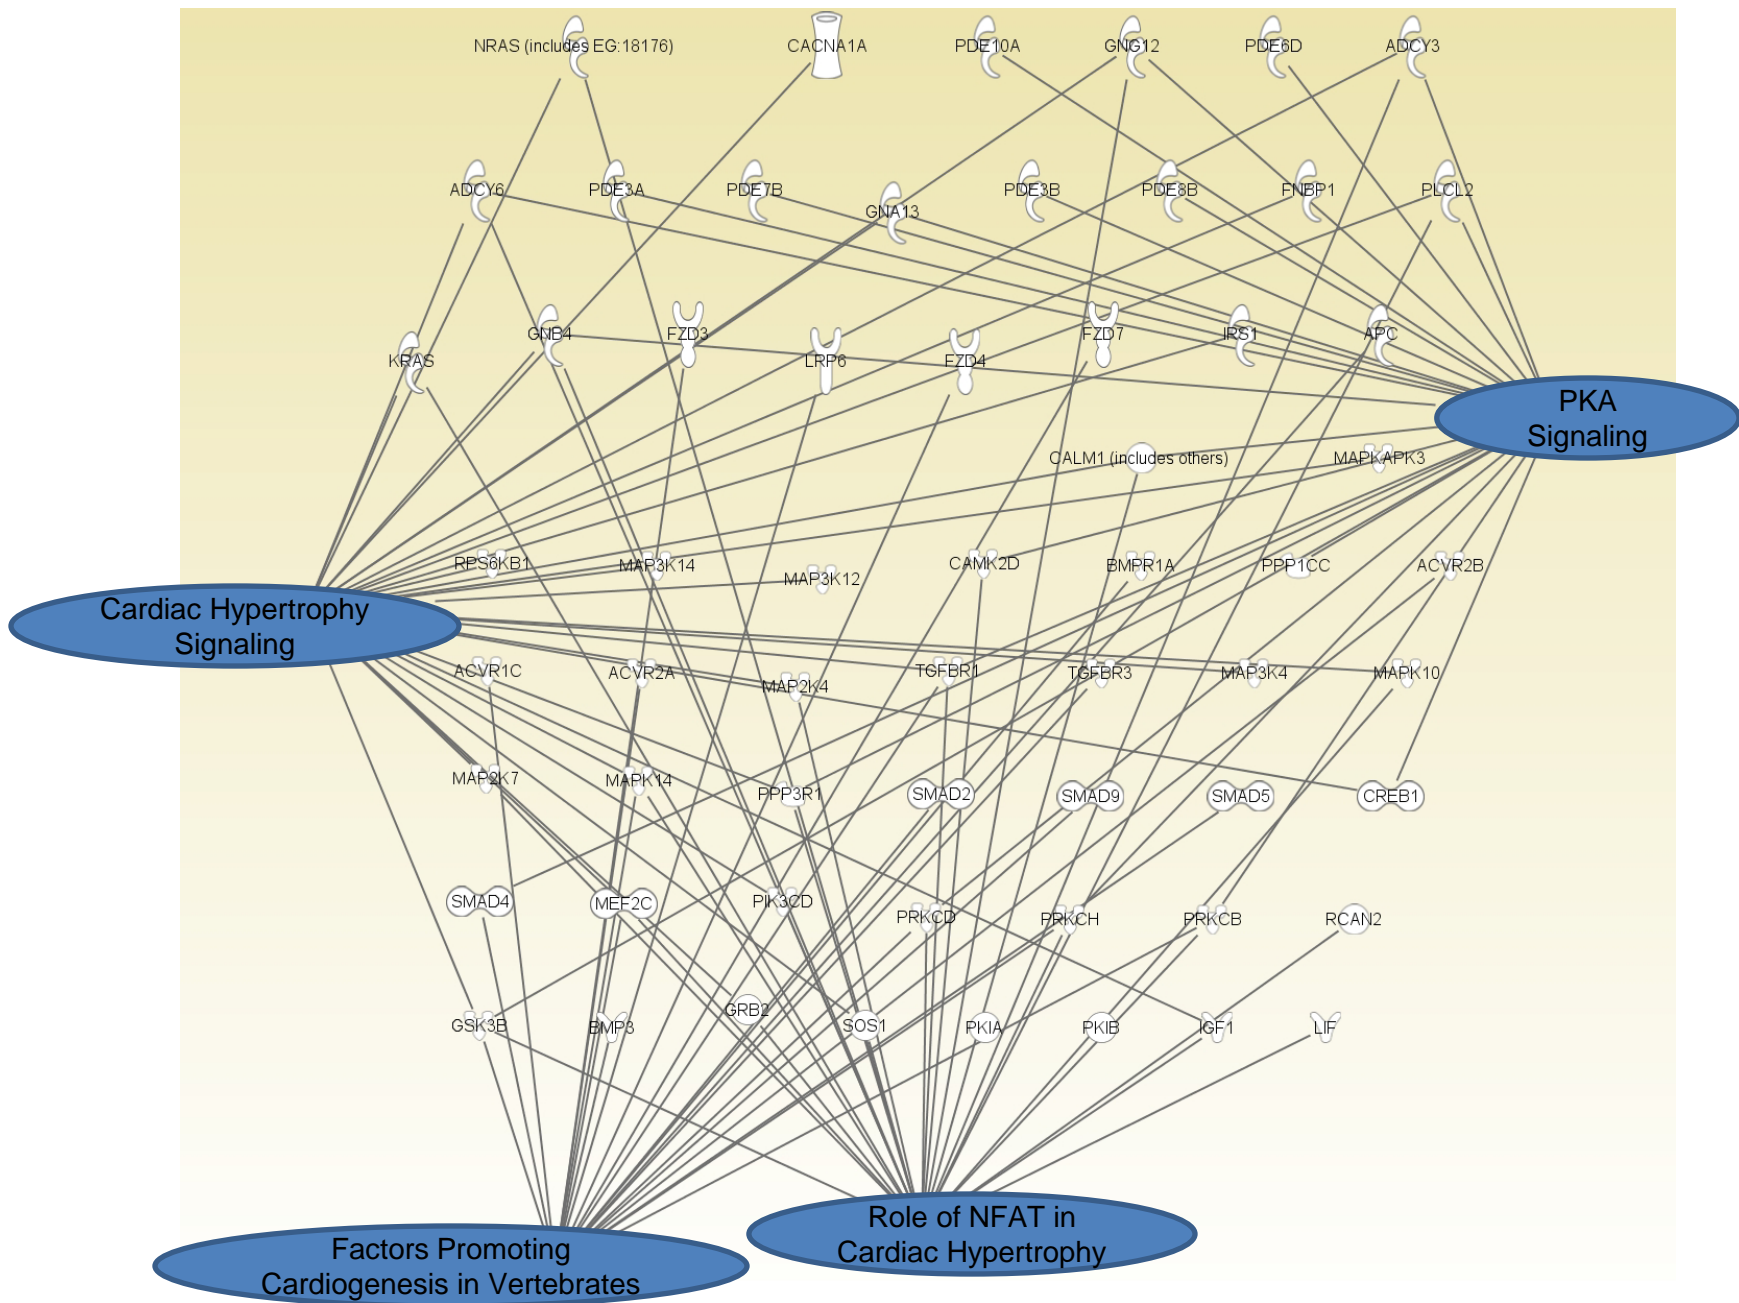 NRAS (includes EG:18176)
CACNA1A
PDE10A
GNG12
PDE6D
ADCY3
ADCY6
PDE3A
PDE7B
GNA13
PDE3B
PDE8B
FNBP1
PLCL2
KRAS
GNB4
FZD3
LRP6
FZD4
FZD7
IRS1
APC
PKA
Signaling
CALM1 (includes others)
MAPKAPK3
RPS6KB1
MAP3K14
MAP3K12
CAMK2D
BMPR1A
PPP1CC
ACVR2B
Cardiac Hypertrophy
Signaling
ACVR1C
ACVR2A
MAP2K4
TGFBR1
TGFBR3
MAP3K4
MAPK10
MAP2K7
MAPK14
PPP3R1
SMAD2
SMAD9
SMAD5
CREB1
SMAD4
MEF2C
PIK3CD
PRKCD
PRKCH
PRKCB
RCAN2
GSK3B
BMP3
GRB2
SOS1
PKIA
PKIB
IGF1
LIF
Role of NFAT in
Cardiac Hypertrophy
Factors Promoting
Cardiogenesis in Vertebrates